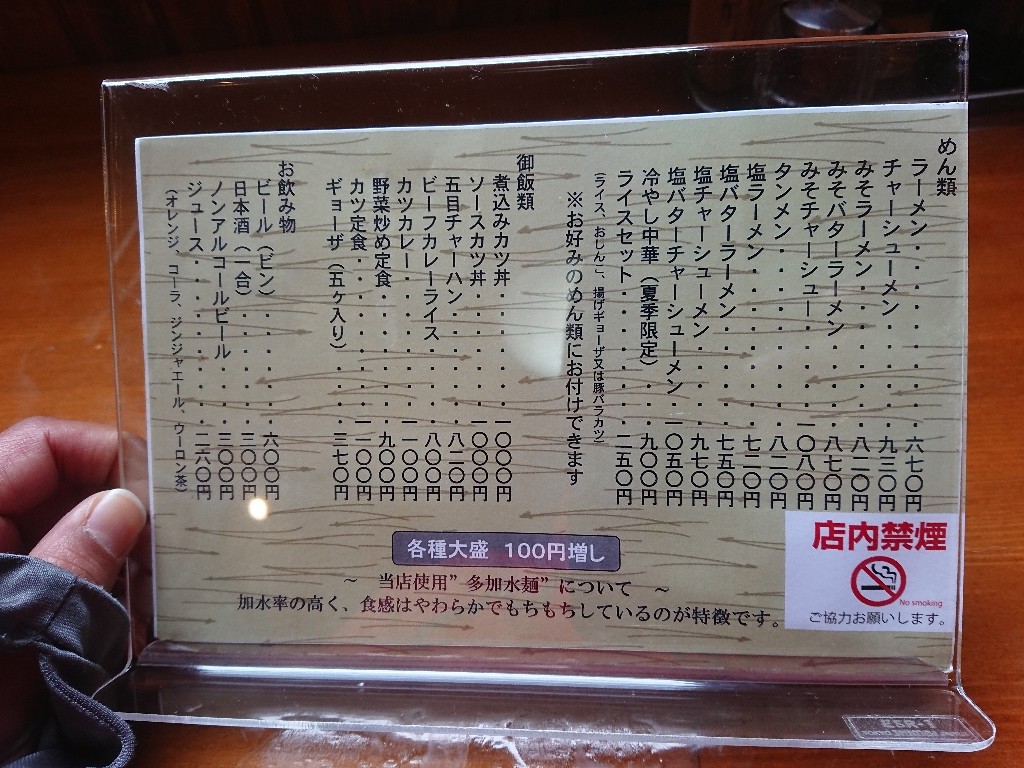 めん類
ラーメン・・・・・・六七〇円
チャーシューメン・・・九三〇円
みそラーメン・・・・・八二〇円
みそバターラーメン・・八七〇円
みそチャーシュー・・・一〇八〇円
タンメン・・・・・・八二〇円
塩ラーメン・・・・・・七二〇円
塩バターラーメン・・・七五〇円
塩チャーシューメン・・九七〇円
塩バターチャーシューメン・一〇五〇円
冷やし中華(夏季限定)・九〇〇円
ライスセット・・・・・二五〇円
(ライス、おしんこ、揚げギョーザ又は豚バラカツ)
※お好みのめん類にお付けできます
御飯類
煮込みカツ丼・・・・・一〇〇〇円
ソースカツ丼・・・・・一〇〇〇円
五目チャーハン・・・・八二〇円
ビーフカレーライス・・・八〇〇円
カツカレー・・・・・・一一〇〇円
野菜炒め定食・・・・・九〇〇円
カツ定食・・・・・・一一〇〇円
ギョーザ(五ヶ入り)・・・三七〇円
お飲み物
ビール(ビン)・・・・・六〇〇円
日本酒(一合)・・・・・三〇〇円
ノンアルコールビール・・三〇〇円
ジュース・・・・・・・二六〇円
(オレンジ、コーラ、ジンジャエール、ウーロン茶)
各種大盛 100円増し
~ 当店使用”多加水麺”について ~
加水率の高く、食感はやわらかでもちもちしているのが特徴です。
店内禁煙
No smoking
ご協力お願いします。